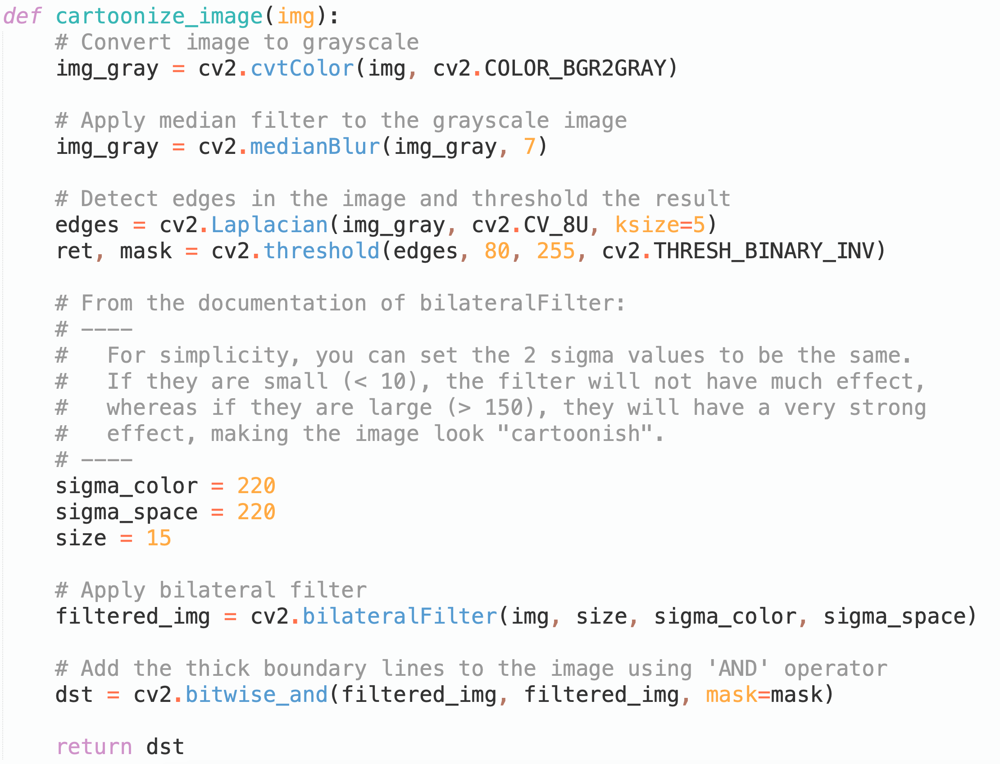 def cartoonize_image(img):
    # Convert image to grayscale
    img_gray = cv2.cvtColor(img, cv2.COLOR_BGR2GRAY)

    # Apply median filter to the grayscale image
    img_gray = cv2.medianBlur(img_gray, 7)

    # Detect edges in the image and threshold the result
    edges = cv2.Laplacian(img_gray, cv2.CV_8U, ksize=5)
    ret, mask = cv2.threshold(edges, 80, 255, cv2.THRESH_BINARY_INV)

    # From the documentation of bilateralFilter:
    # ----
    #   For simplicity, you can set the 2 sigma values to be the same.
    #   If they are small (< 10), the filter will not have much effect,
    #   whereas if they are large (> 150), they will have a very strong
    #   effect, making the image look "cartoonish".
    # ----
    sigma_color = 220
    sigma_space = 220
    size = 15

    # Apply bilateral filter
    filtered_img = cv2.bilateralFilter(img, size, sigma_color, sigma_space)

    # Add the thick boundary lines to the image using 'AND' operator
    dst = cv2.bitwise_and(filtered_img, filtered_img, mask=mask)

    return dst